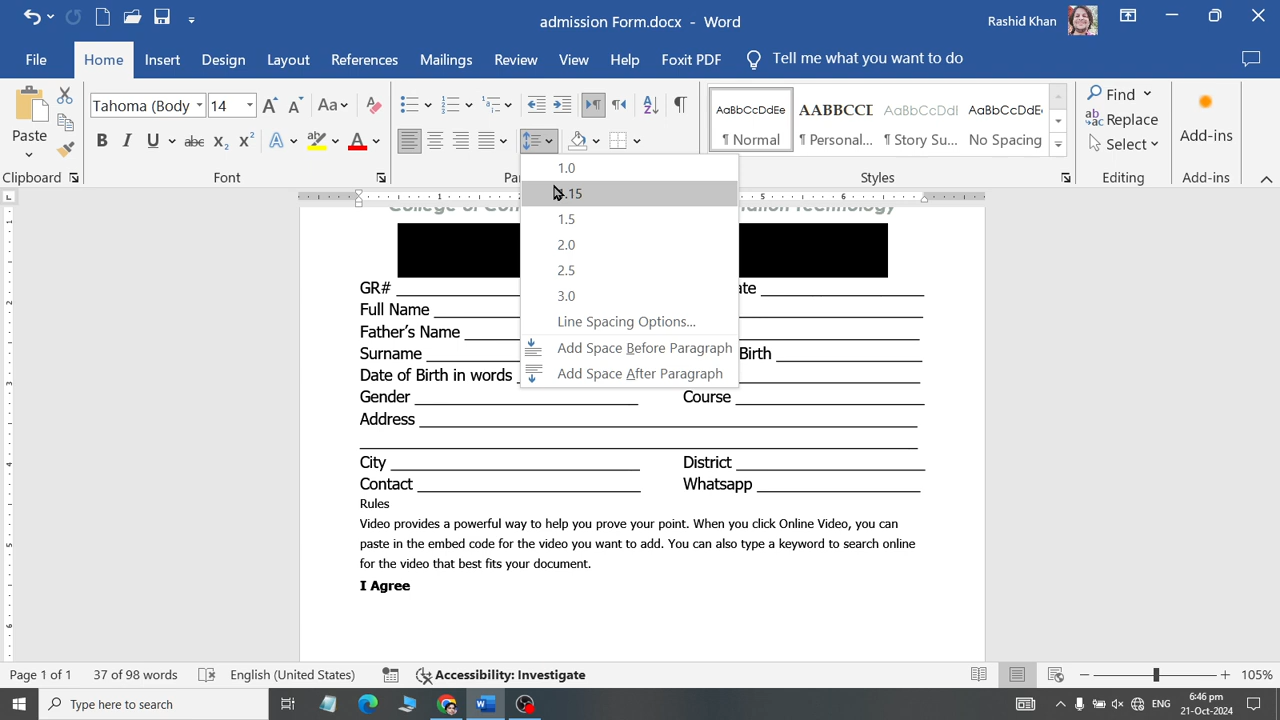 admission Form.docx - Word
Rashid Khan
File Home Insert Design Layout References Mailings Review View Help Foxit PDF Tell me what you want to do
Paste
Tahoma (Body 14
AaBbCcDdEe AABBCCI AaBbCcDdI AaBbCcDdE
¶ Normal ¶ Personal... ¶ Story Su... No Spacing
Find
Replace
Select
Add-ins
Clipboard Font Styles Editing Add-ins
1.0
1.5
2.0
2.5
3.0
Line Spacing Options...
Add Space Before Paragraph
Add Space After Paragraph
GR#
Full Name
Father's Name
Surname Birth
Date of Birth in words
Gender Course
Address
City District
Contact Whatsapp
Rules
Video provides a powerful way to help you prove your point. When you click Online Video, you can
paste in the embed code for the video you want to add. You can also type a keyword to search online
for the video that best fits your document.
I Agree
Page 1 of 1 37 of 98 words English (United States) Accessibility: Investigate 105%
Type here to search
ENG
6:46 pm
21-Oct-2024